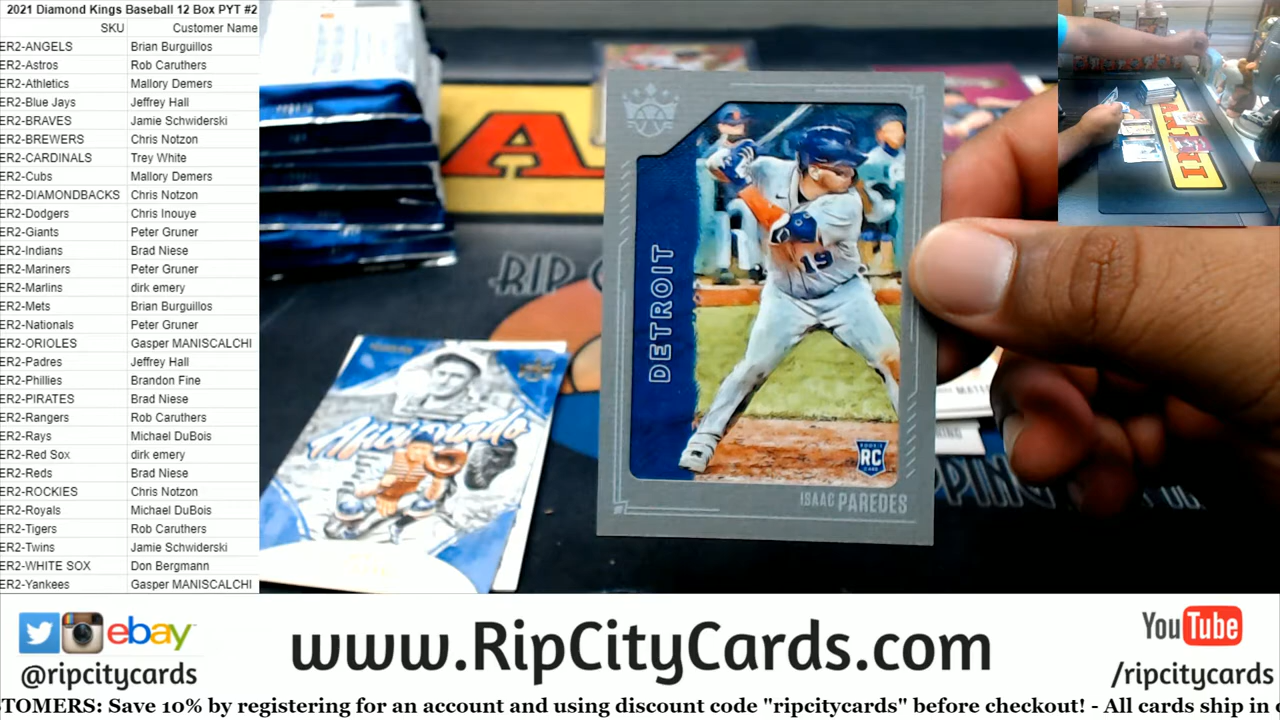 2021 Diamond Kings Baseball 12 Box PYT #2
SKU Customer Name
ER2-ANGELS Brian Burguillos
ER2-Astros Rob Caruthers
ER2-Athletics Mallory Demers
ER2-Blue Jays Jeffrey Hall
ER2-BRAVES Jamie Schwiderski
ER2-BREWERS Chris Notzon
ER2-CARDINALS Trey White
ER2-Cubs Mallory Demers
ER2-DIAMONDBACKS Chris Notzon
ER2-Dodgers Chris Inouye
ER2-Giants Peter Gruner
ER2-Indians Brad Niese
ER2-Mariners Peter Gruner
ER2-Marlins dirk emery
ER2-Mets Brian Burguillos
ER2-Nationals Peter Gruner
ER2-ORIOLES Gasper MANISCALCHI
ER2-Padres Jeffrey Hall
ER2-Phillies Brandon Fine
ER2-PIRATES Brad Niese
ER2-Rangers Rob Caruthers
ER2-Rays Michael DuBois
ER2-Red Sox dirk emery
ER2-Reds Brad Niese
ER2-ROCKIES Chris Notzon
ER2-Royals Michael DuBois
ER2-Tigers Rob Caruthers
ER2-Twins Jamie Schwiderski
ER2-WHITE SOX Don Bergmann
ER2-Yankees Gasper MANISCALCHI
DETROIT
19
ROOKIE
RC
ISAAC PAREDES
Aficionado
RIP
A
ebay
@ripcitycards
www.RipCityCards.com
YouTube
/ripcitycards
STOMERS: Save 10% by registering for an account and using discount code "ripcitycards" before checkout! - All cards ship in